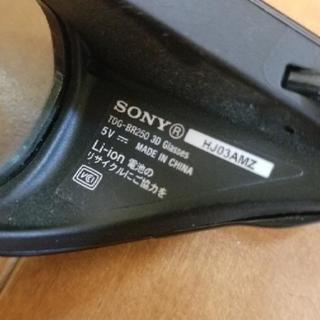 SONY®
TDG-BR250 3D Glasses
5V ⎓ MADE IN CHINA
HJ03AMZ
Li-ion 電池の
リサイクルにご協力を